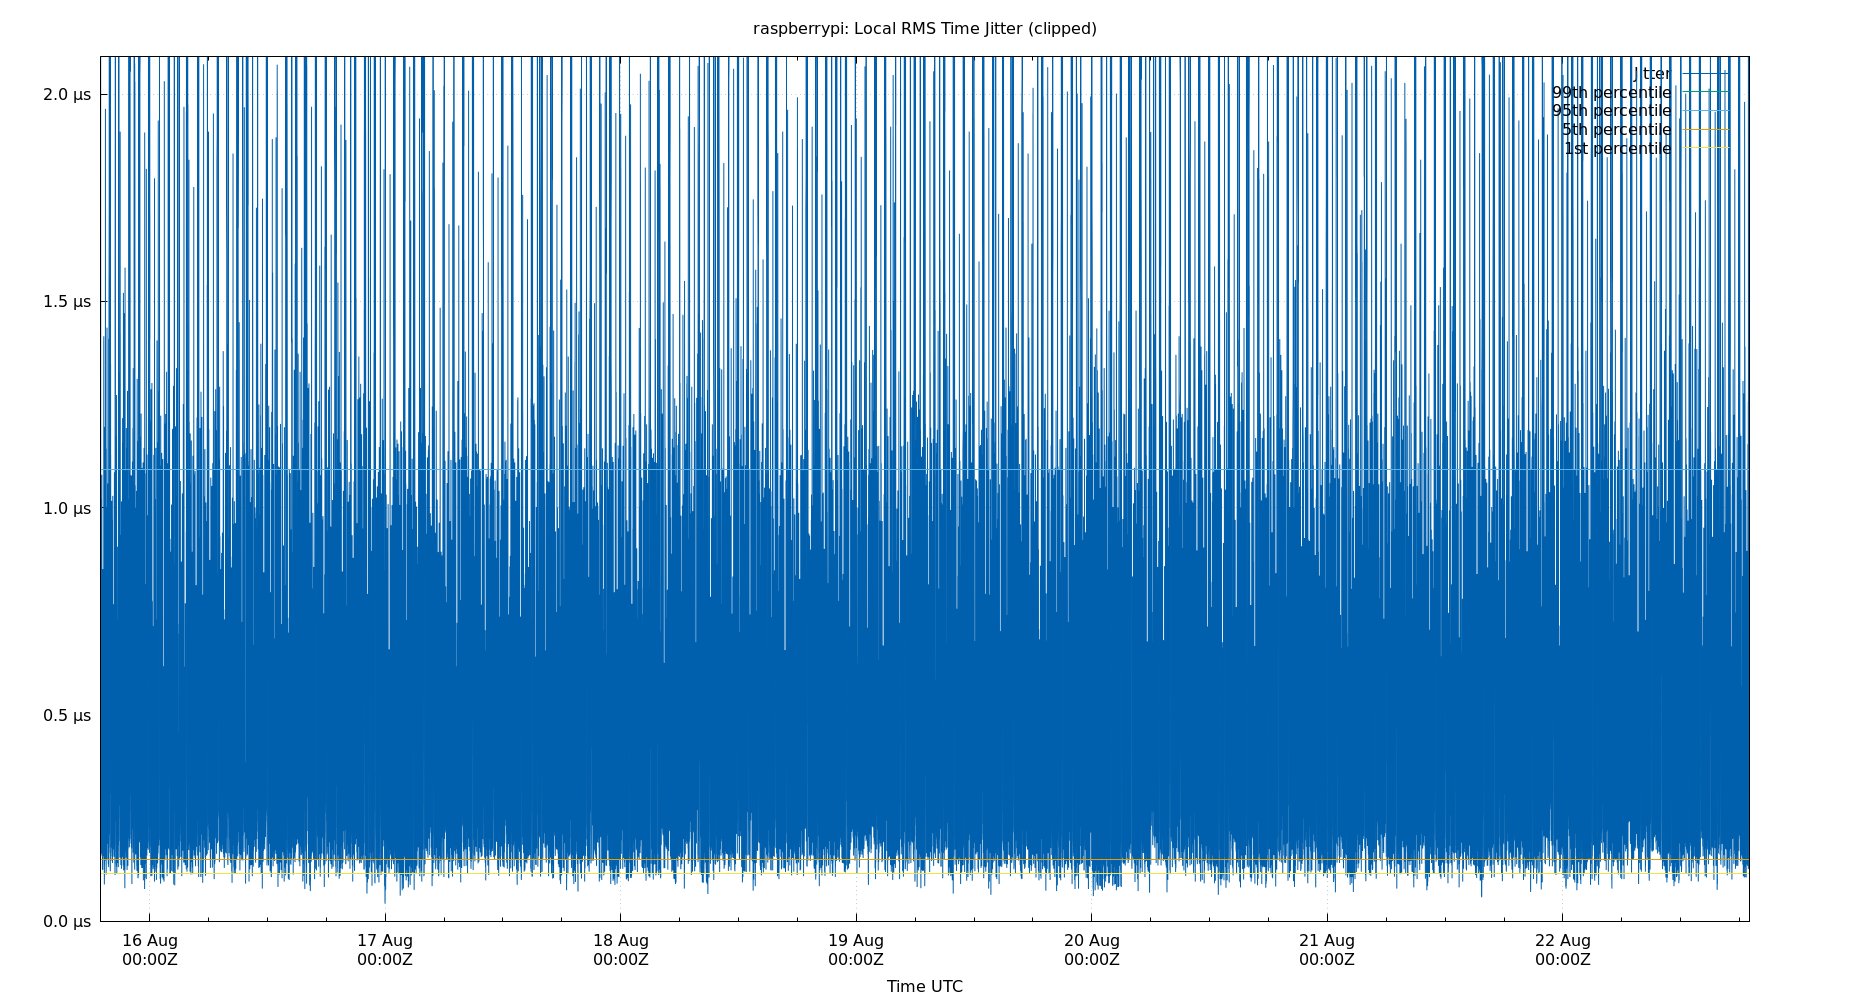 raspberrypi: Local RMS Time Jitter (clipped)
Jitter
99th percentile
95th percentile
5th percentile
1st percentile
2.0 µs
1.5 µs
1.0 µs
0.5 µs
0.0 µs
16 Aug 17 Aug 18 Aug 19 Aug 20 Aug 21 Aug 22 Aug
00:00Z 00:00Z 00:00Z 00:00Z 00:00Z 00:00Z 00:00Z
Time UTC